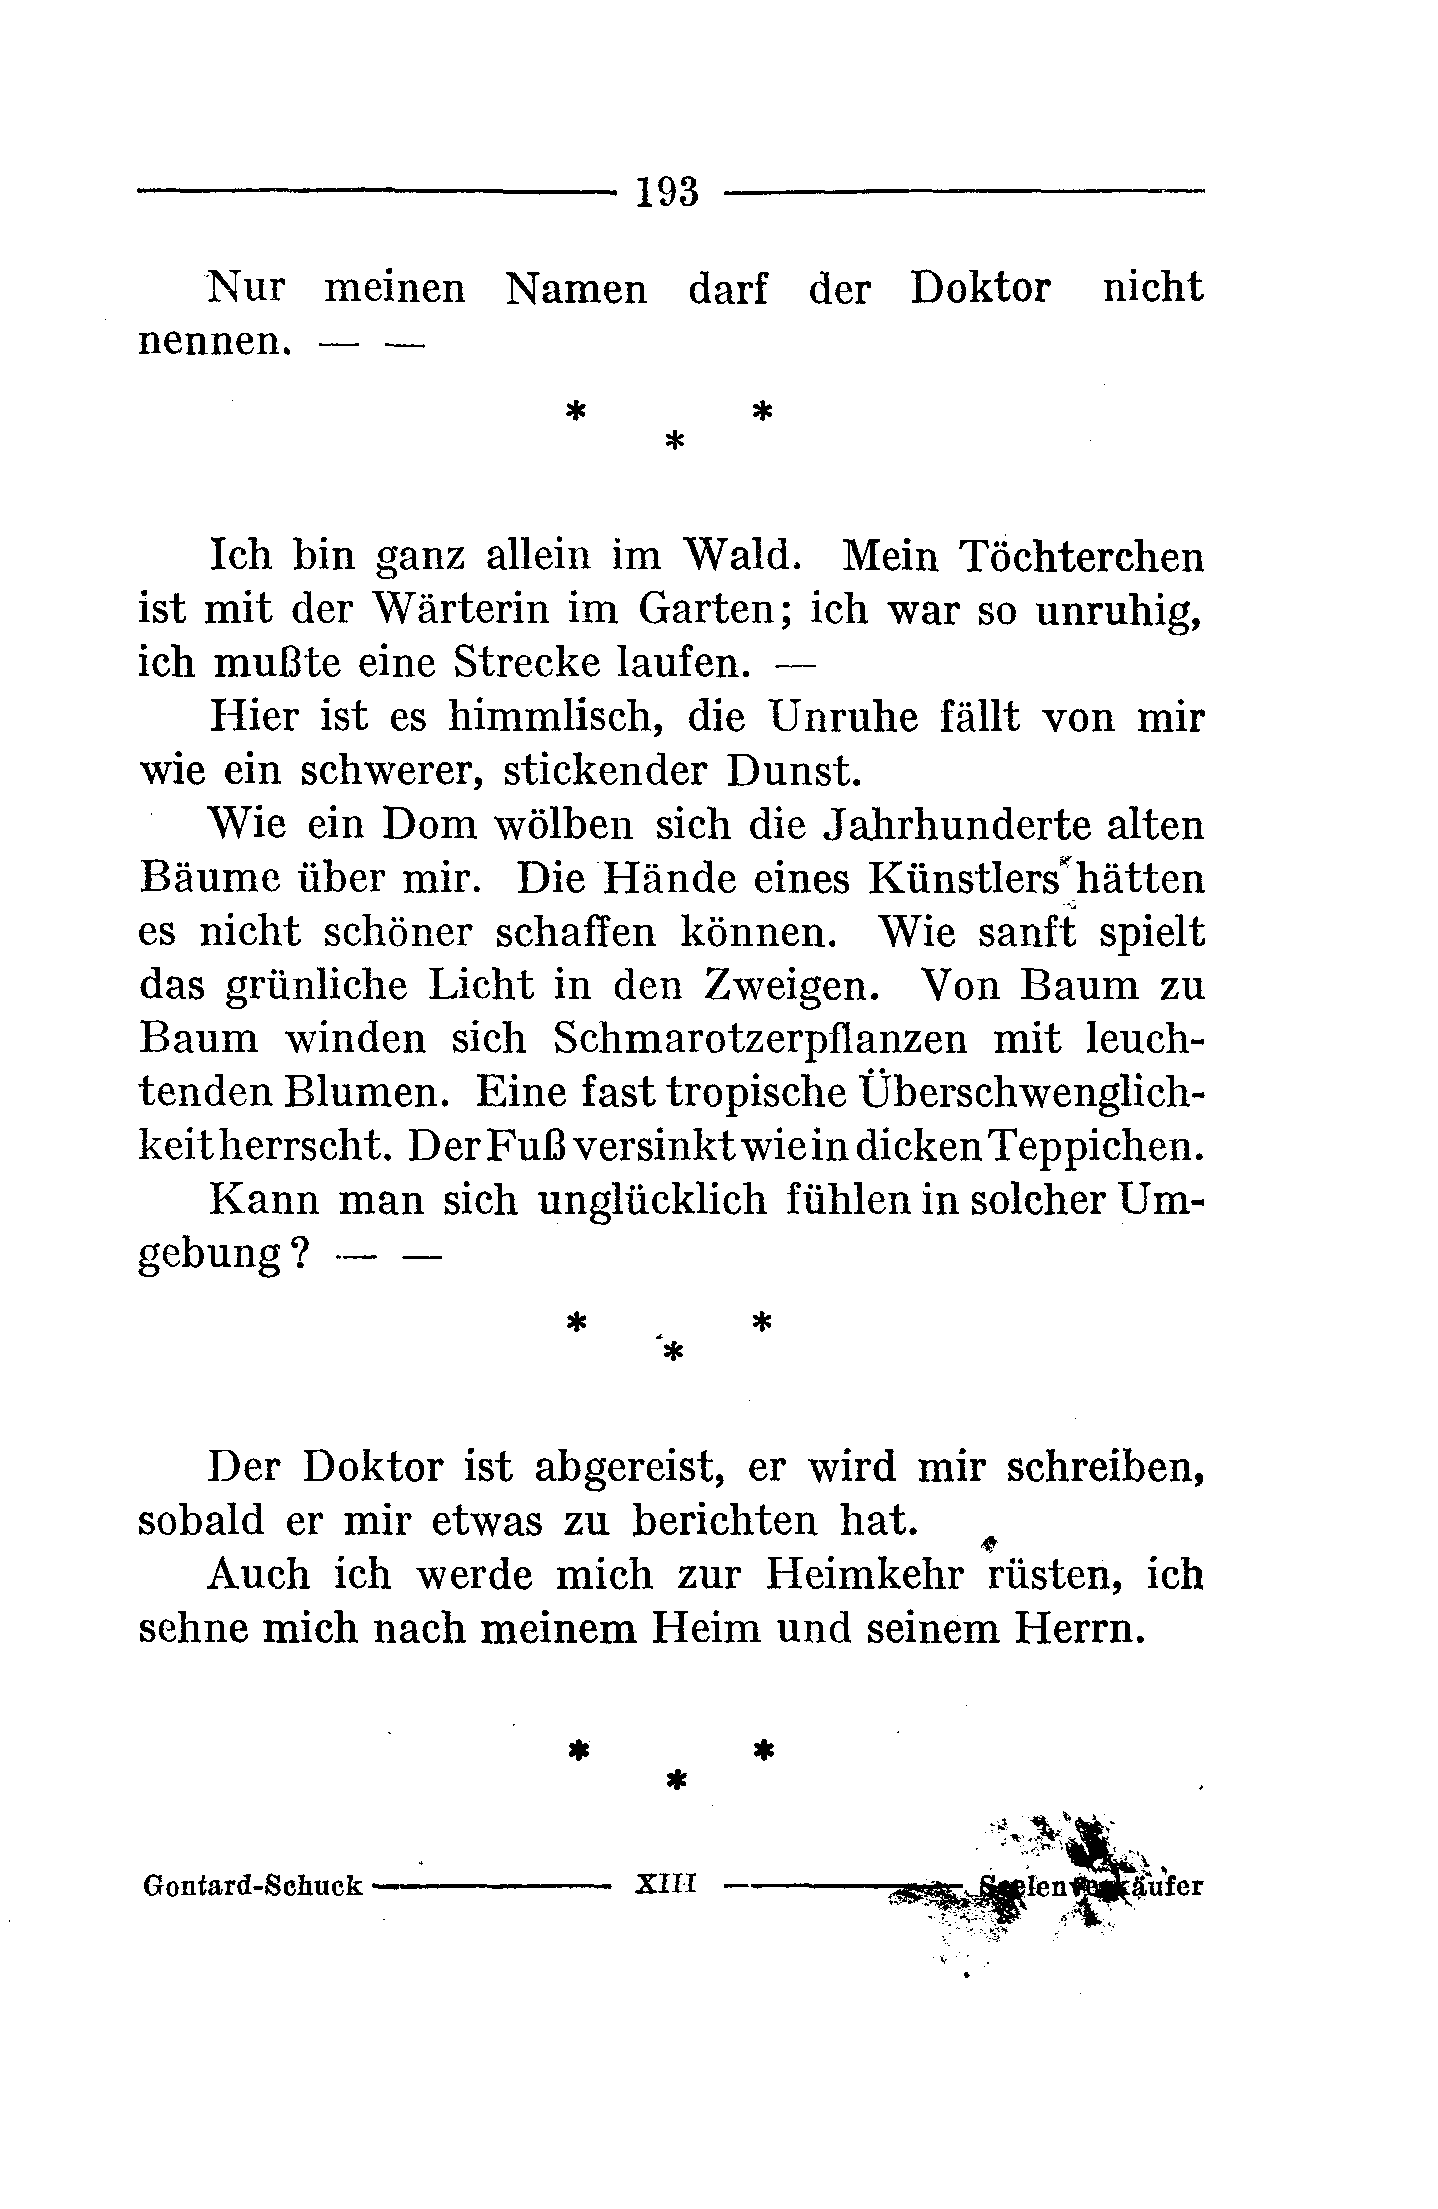 193
Nur meinen Namen darf der Doktor nicht
nennen. — —
* *
*
Ich bin ganz allein im Wald. Mein Töchterchen
ist mit der Wärterin im Garten; ich war so unruhig,
ich mußte eine Strecke laufen. —
Hier ist es himmlisch, die Unruhe fällt von mir
wie ein schwerer, stickender Dunst.
Wie ein Dom wölben sich die Jahrhunderte alten
Bäume über mir. Die Hände eines Künstlers hätten
es nicht schöner schaffen können. Wie sanft spielt
das grünliche Licht in den Zweigen. Von Baum zu
Baum winden sich Schmarotzerpflanzen mit leuch-
tenden Blumen. Eine fast tropische Überschwenglich-
keit herrscht. Der Fuß versinkt wie in dicken Teppichen.
Kann man sich unglücklich fühlen in solcher Um-
gebung? — —
* *
*
Der Doktor ist abgereist, er wird mir schreiben,
sobald er mir etwas zu berichten hat.
Auch ich werde mich zur Heimkehr rüsten, ich
sehne mich nach meinem Heim und seinem Herrn.
* *
*
Gontard-Schuck — XIII — Seelenverkäufer